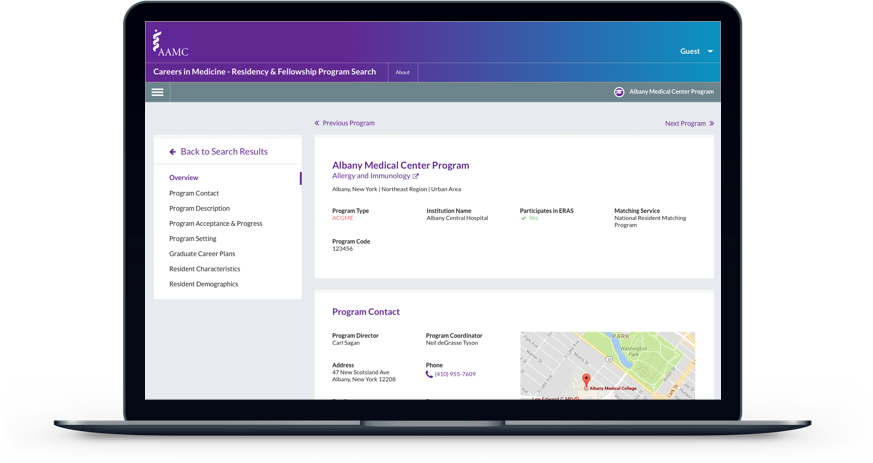 AAMC
Guest
Careers in Medicine - Residency & Fellowship Program Search
About
Albany Medical Center Program
« Previous Program
Next Program »
Back to Search Results
Overview
Program Contact
Program Description
Program Acceptance & Progress
Program Setting
Graduate Career Plans
Resident Characteristics
Resident Demographics
Albany Medical Center Program
Allergy and Immunology
Albany, New York | Northeast Region | Urban Area
Program Type
ACGME
Institution Name
Albany Central Hospital
Participates in ERAS
Yes
Matching Service
National Resident Matching
Program
Program Code
123456
Program Contact
Program Director
Carl Sagan
Program Coordinator
Neil deGrasse Tyson
Address
47 New Scotsland Ave
Albany, New York 12208
Phone
(410) 955-7609
PARK
Washington
Park
Albany Medical College